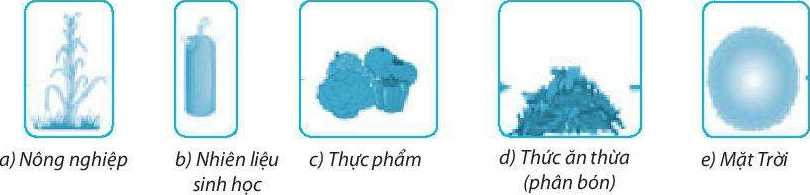 a) Nông nghiệp
b) Nhiên liệu
sinh học
c) Thực phẩm
d) Thức ăn thừa
(phân bón)
e) Mặt Trời